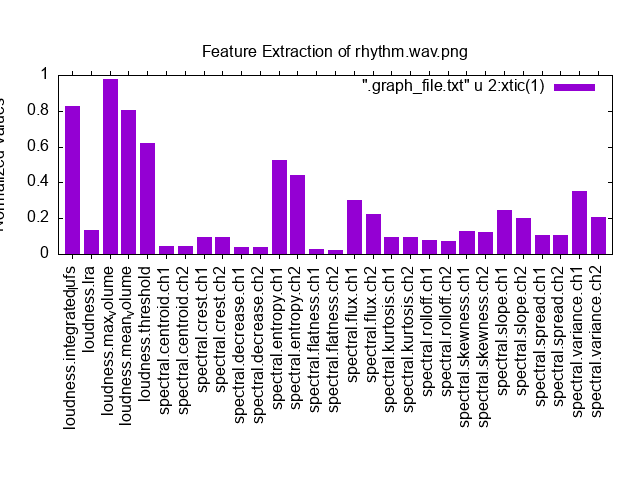 Feature Extraction of rhythm.wav.png
".graph_file.txt" u 2:xtic(1)
Normalized Values
1
0.8
0.6
0.4
0.2
0
loudness.integratedlufs
loudness.lra
loudness.maxvolume
loudness.meanvolume
loudness.threshold
spectral.centroid.ch1
spectral.centroid.ch2
spectral.crest.ch1
spectral.crest.ch2
spectral.decrease.ch1
spectral.decrease.ch2
spectral.entropy.ch1
spectral.entropy.ch2
spectral.flatness.ch1
spectral.flatness.ch2
spectral.flux.ch1
spectral.flux.ch2
spectral.kurtosis.ch1
spectral.kurtosis.ch2
spectral.rolloff.ch1
spectral.rolloff.ch2
spectral.skewness.ch1
spectral.skewness.ch2
spectral.slope.ch1
spectral.slope.ch2
spectral.spread.ch1
spectral.spread.ch2
spectral.variance.ch1
spectral.variance.ch2